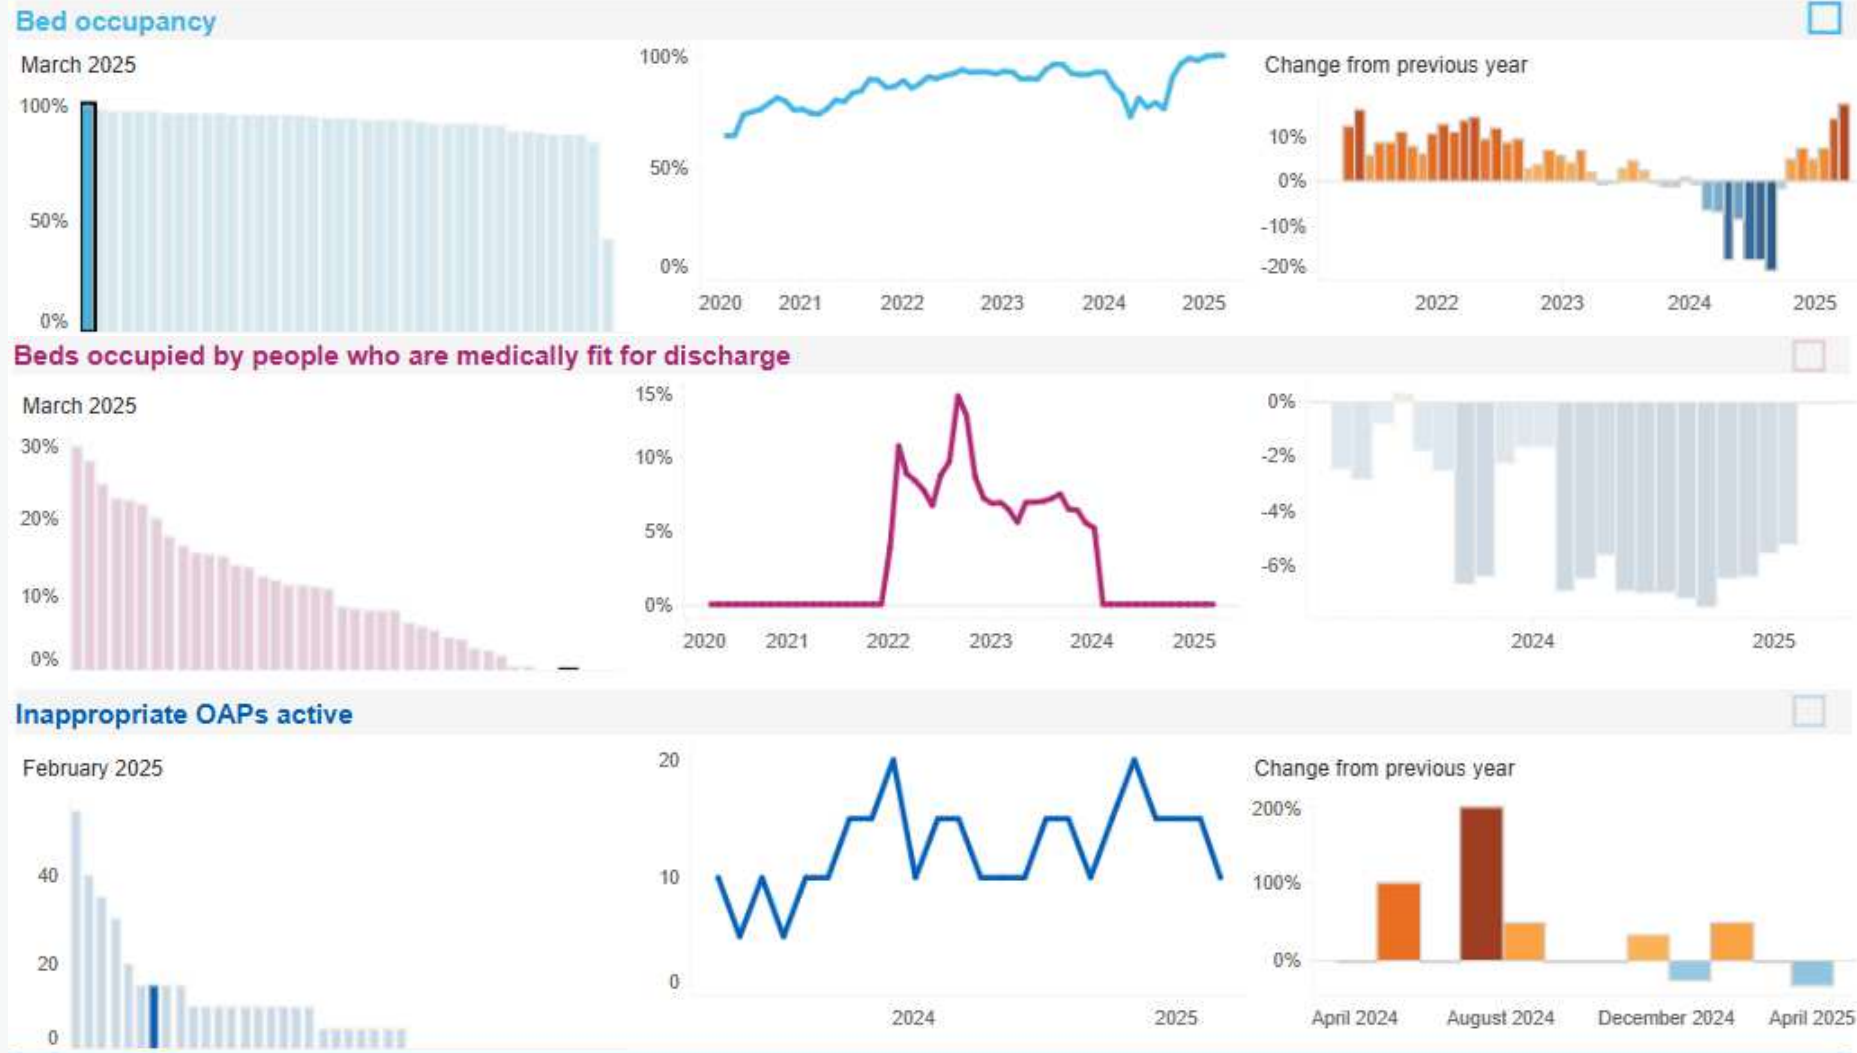 Bed occupancy
March 2025
100%
50%
0%
100%
50%
0%
2020 2021 2022 2023 2024 2025
Change from previous year
10%
0%
-10%
-20%
2022 2023 2024 2025
Beds occupied by people who are medically fit for discharge
March 2025
30%
20%
10%
0%
15%
10%
5%
0%
2020 2021 2022 2023 2024 2025
0%
-2%
-4%
-6%
2024 2025
Inappropriate OAPs active
February 2025
40
20
0
20
10
0
2024 2025
Change from previous year
200%
100%
0%
April 2024 August 2024 December 2024 April 2025